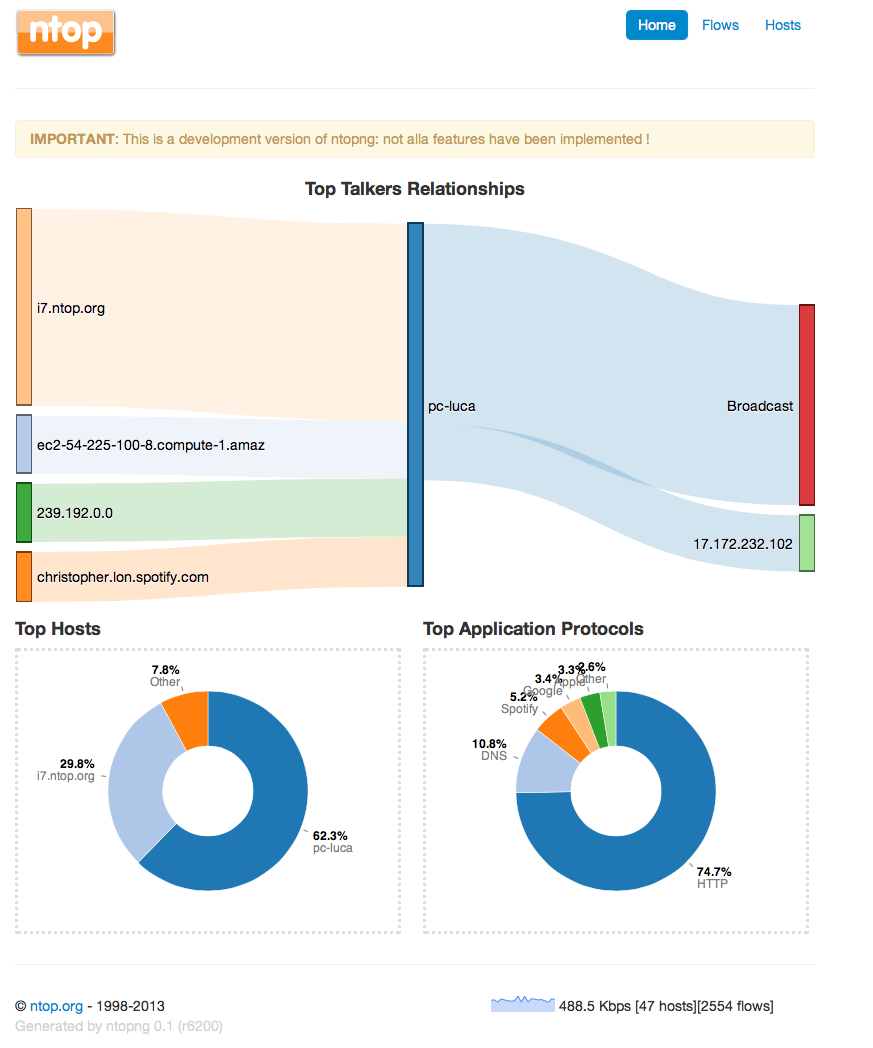 ntop
Home Flows Hosts
IMPORTANT: This is a development version of ntopng: not alla features have been implemented !
Top Talkers Relationships
i7.ntop.org
pc-luca
Broadcast
ec2-54-225-100-8.compute-1.amaz
239.192.0.0
17.172.232.102
christopher.lon.spotify.com
Top Hosts
7.8%
Other
29.8%
i7.ntop.org
62.3%
pc-luca
Top Application Protocols
2.6%
Other
3.3%
Apple
3.4%
Google
5.2%
Spotify
10.8%
DNS
74.7%
HTTP
© ntop.org - 1998-2013
488.5 Kbps [47 hosts][2554 flows]
Generated by ntopng 0.1 (r6200)